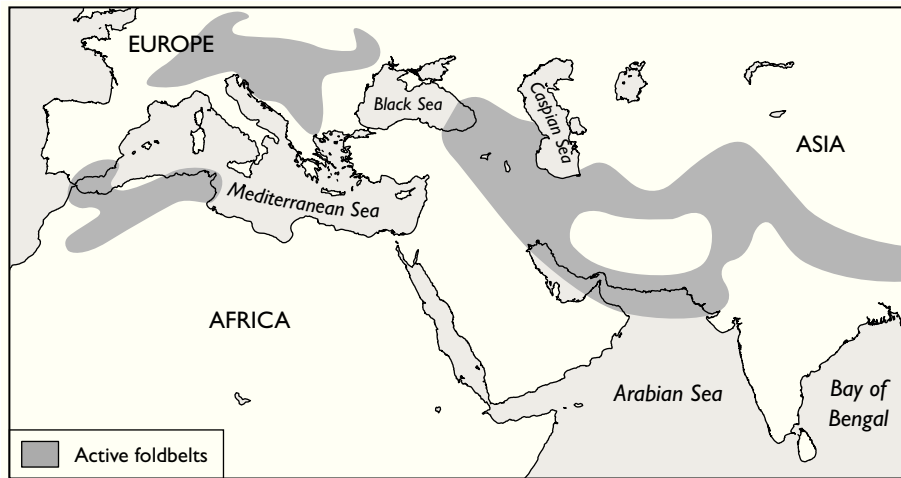 EUROPE
Black Sea
Caspian Sea
ASIA
Mediterranean Sea
AFRICA
Arabian Sea
Bay of
Bengal
Active foldbelts